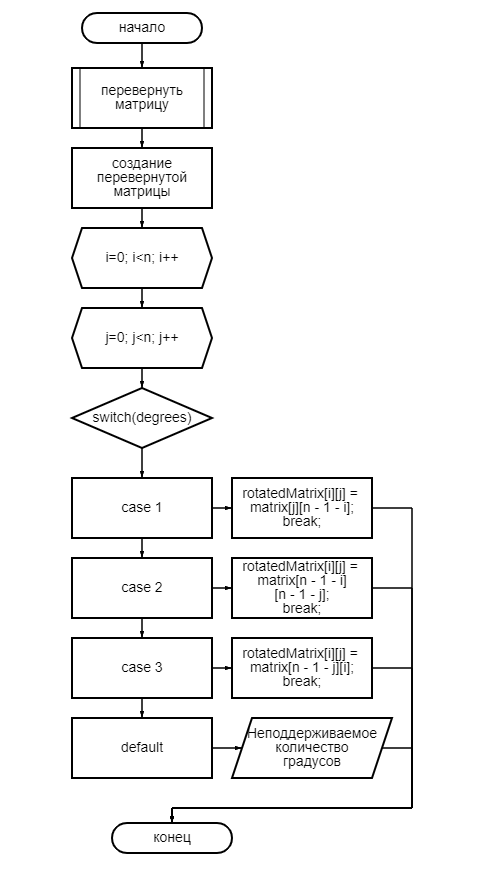 начало
перевернуть
матрицу
создание
перевернутой
матрицы
i=0; i<n; i++
j=0; j<n; j++
switch(degrees)
case 1
rotatedMatrix[i][j] =
matrix[j][n - 1 - i];
break;
case 2
rotatedMatrix[i][j] =
matrix[n - 1 - i]
[n - 1 - j];
break;
case 3
rotatedMatrix[i][j] =
matrix[n - 1 - j][i];
break;
default
Неподдерживаемое
количество
градусов
конец